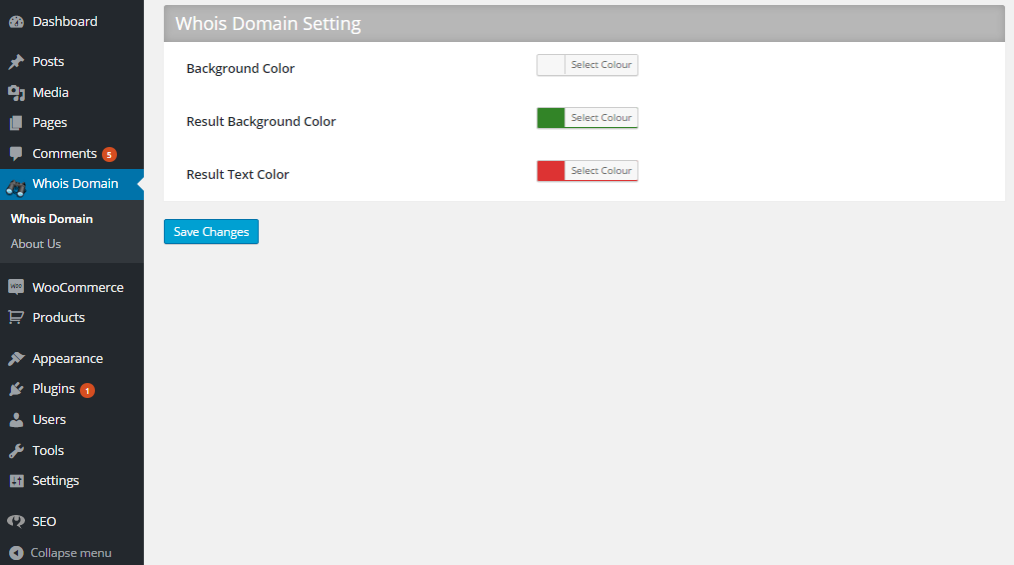 Dashboard
Posts
Media
Pages
Comments 5
Whois Domain
Whois Domain
About Us
WOO WooCommerce
Products
Appearance
Plugins 1
Users
Tools
Settings
SEO
Collapse menu
Whois Domain Setting
Background Color Select Colour
Result Background Color Select Colour
Result Text Color Select Colour
Save Changes